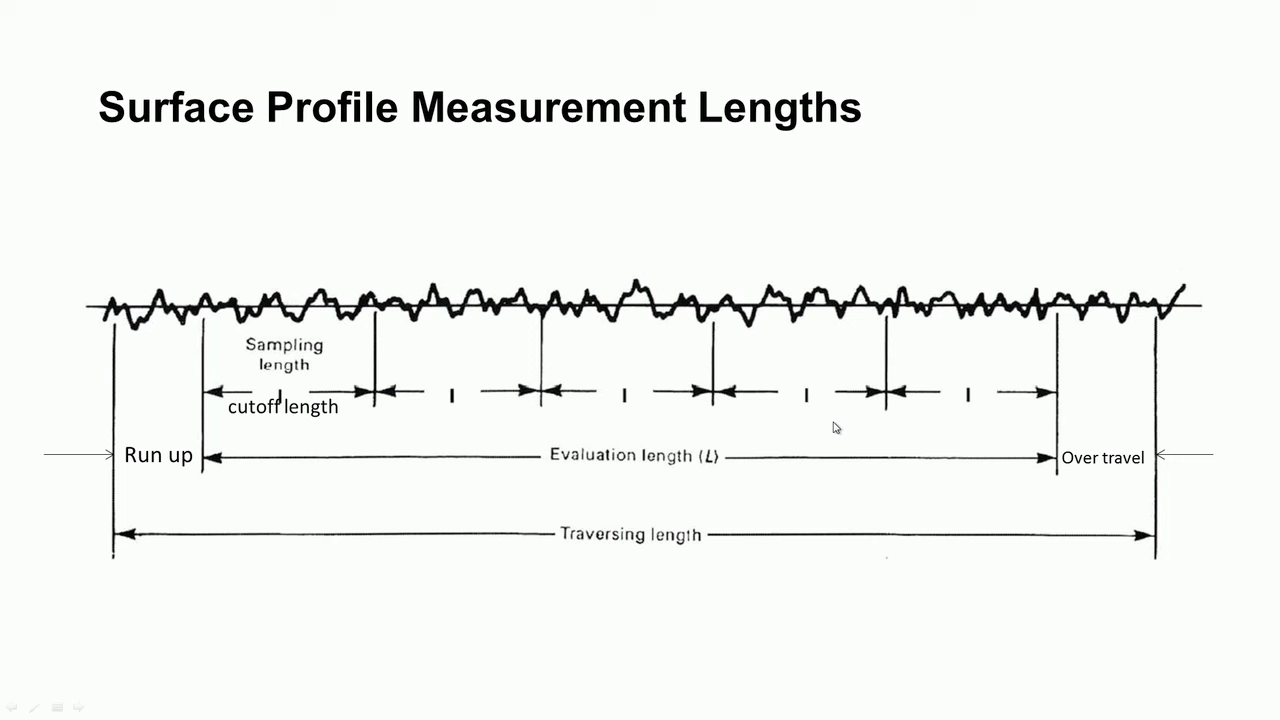 Surface Profile Measurement Lengths
Sampling
length
l l l l l
cutoff length
Run up
Evaluation length (L)
Over travel
Traversing length